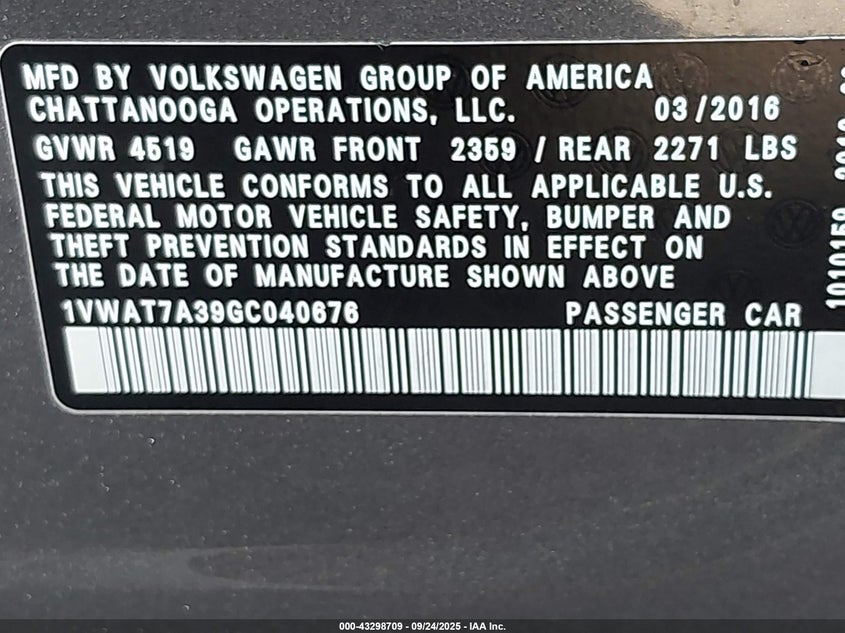 MFD BY VOLKSWAGEN GROUP OF AMERICA
CHATTANOOGA OPERATIONS, LLC. 03/2016
GVWR 4519 GAWR FRONT 2359 / REAR 2271 LBS
THIS VEHICLE CONFORMS TO ALL APPLICABLE U.S.
FEDERAL MOTOR VEHICLE SAFETY, BUMPER AND
THEFT PREVENTION STANDARDS IN EFFECT ON
THE DATE OF MANUFACTURE SHOWN ABOVE
1VWAT7A39GC040676 PASSENGER CAR
1010159
000-43298709 - 09/24/2025 - IAA Inc.